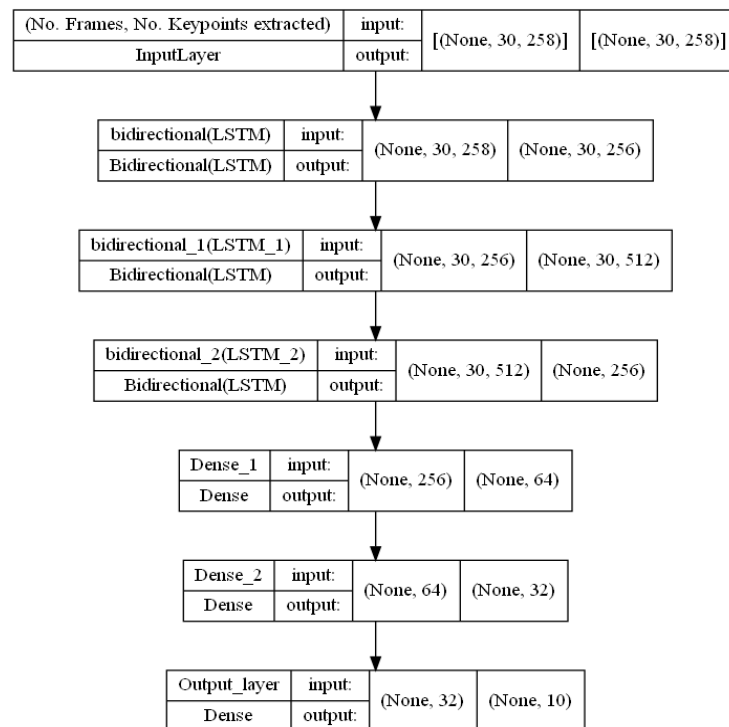 (No. Frames, No. Keypoints extracted) input: [(None, 30, 258)] [(None, 30, 258)]
InputLayer output:
bidirectional(LSTM) input: (None, 30, 258) (None, 30, 256)
Bidirectional(LSTM) output:
bidirectional_1(LSTM_1) input: (None, 30, 256) (None, 30, 512)
Bidirectional(LSTM) output:
bidirectional_2(LSTM_2) input: (None, 30, 512) (None, 256)
Bidirectional(LSTM) output:
Dense_1 input: (None, 256) (None, 64)
Dense output:
Dense_2 input: (None, 64) (None, 32)
Dense output:
Output_layer input: (None, 32) (None, 10)
Dense output: